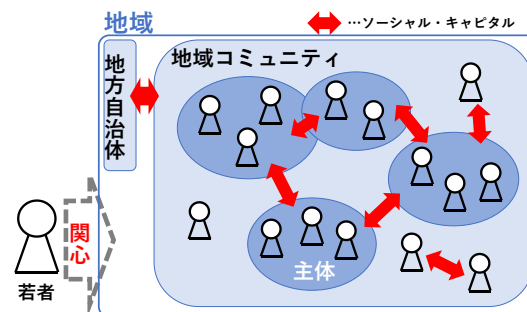 地域
…ソーシャル・キャピタル
地域コミュニティ
地方自治体
関心
若者
主体